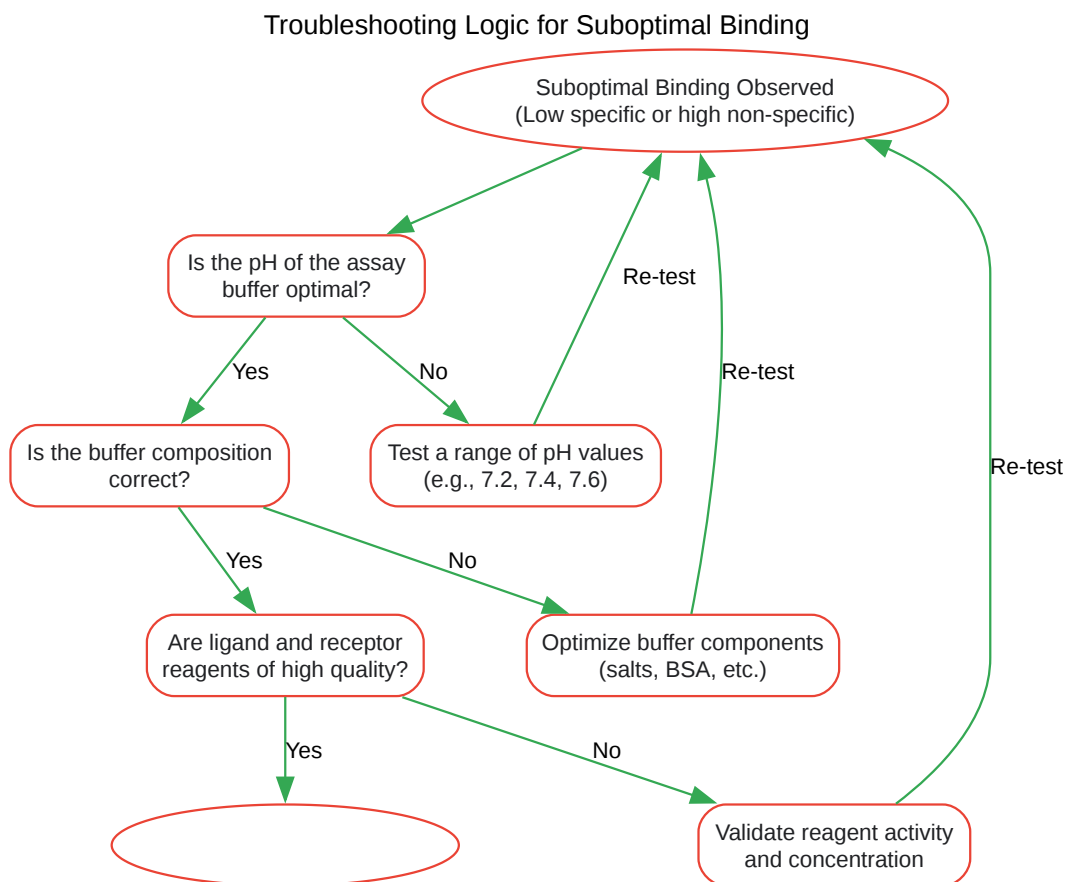 Troubleshooting Logic for Suboptimal Binding
Suboptimal Binding Observed
(Low specific or high non-specific)
Is the pH of the assay
buffer optimal?
Re-test
Yes
No
Re-test
Is the buffer composition
correct?
Test a range of pH values
(e.g., 7.2, 7.4, 7.6)
Re-test
Yes
No
Are ligand and receptor
reagents of high quality?
Optimize buffer components
(salts, BSA, etc.)
Yes
No
Validate reagent activity
and concentration